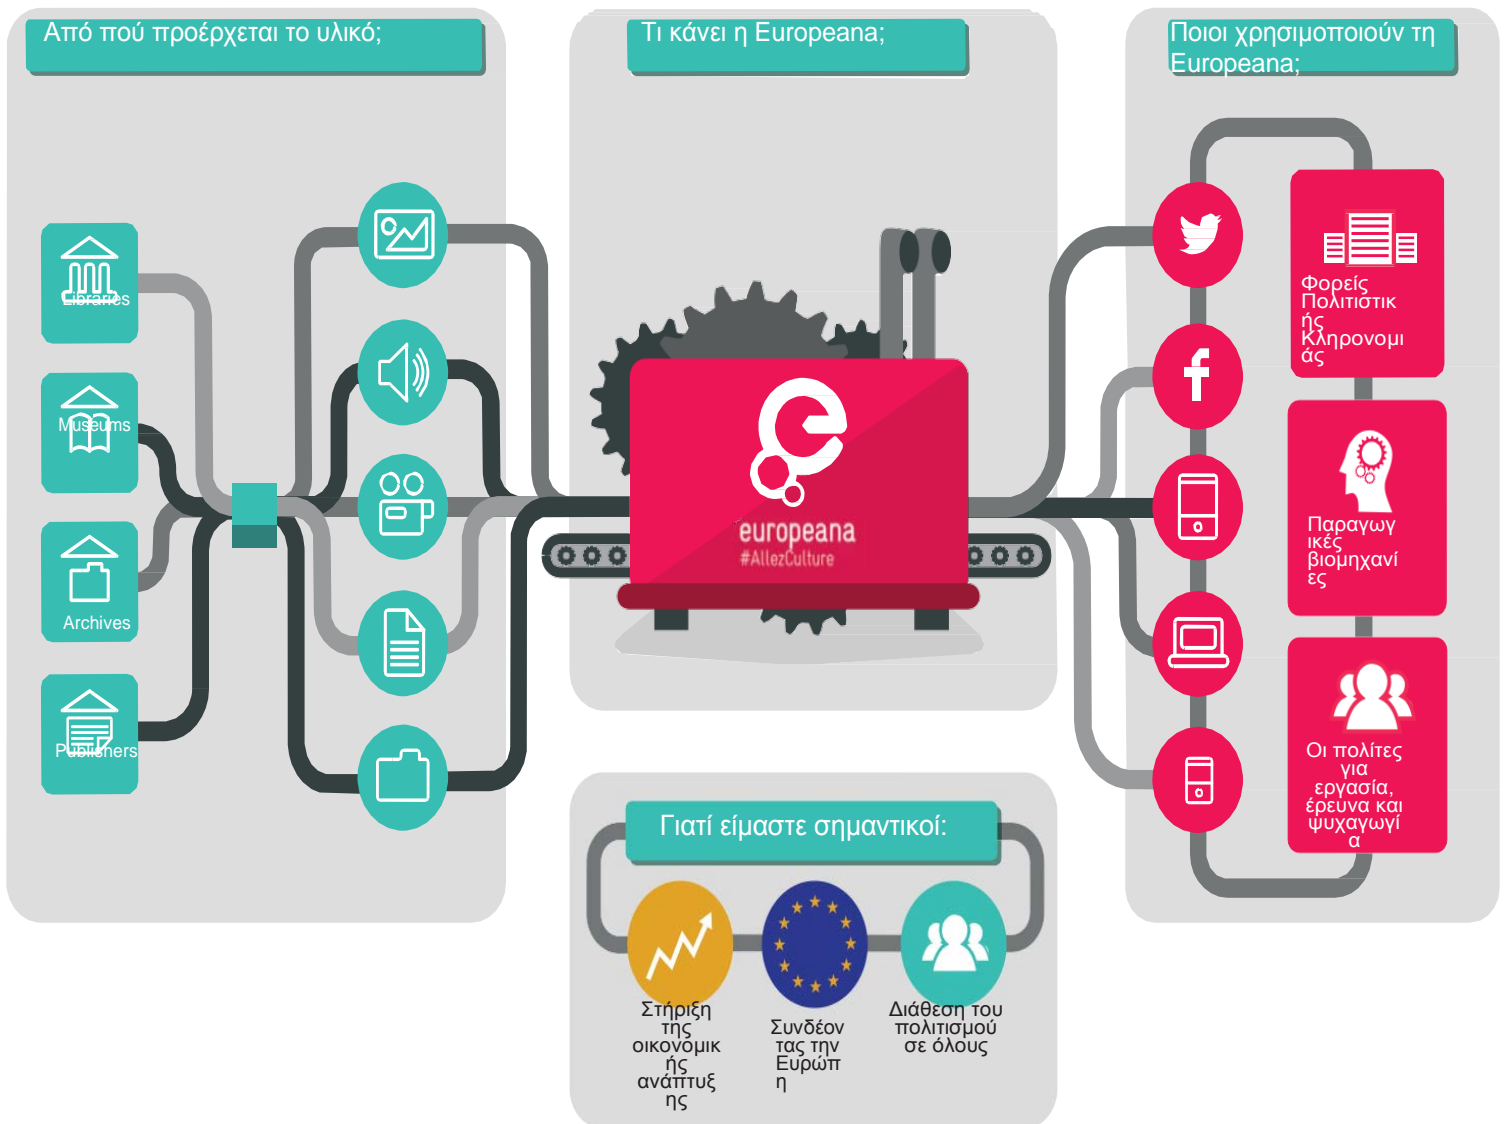 Από πού προέρχεται το υλικό;
Libraries
Museums
Archives
Publishers
Τι κάνει η Europeana;
europeana
#AllezCulture
Γιατί είμαστε σημαντικοί:
Στήριξη
της
οικονομικ
ής
ανάπτυξ
ης
Συνδέον
τας την
Ευρώπ
η
Διάθεση του
πολιτισμού
σε όλους
Ποιοι χρησιμοποιούν τη
Europeana;
Φορείς
Πολιτιστικ
ής
Κληρονομι
άς
Παραγωγ
ικές
βιομηχανί
ες
Οι πολίτες
για
εργασία,
έρευνα και
ψυχαγωγί
α